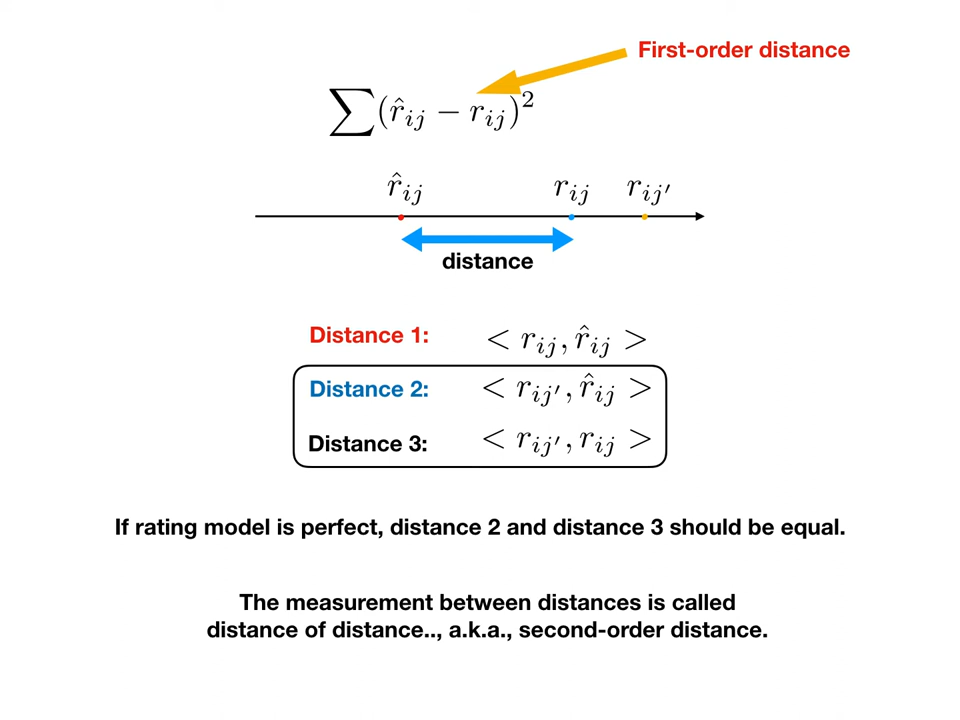 First-order distance
∑(r̂ij − rij)²
r̂ij rij rij′
distance
Distance 1: < rij, r̂ij >
Distance 2: < rij′, r̂ij >
Distance 3: < rij′, rij >
If rating model is perfect, distance 2 and distance 3 should be equal.
The measurement between distances is called
distance of distance.., a.k.a., second-order distance.